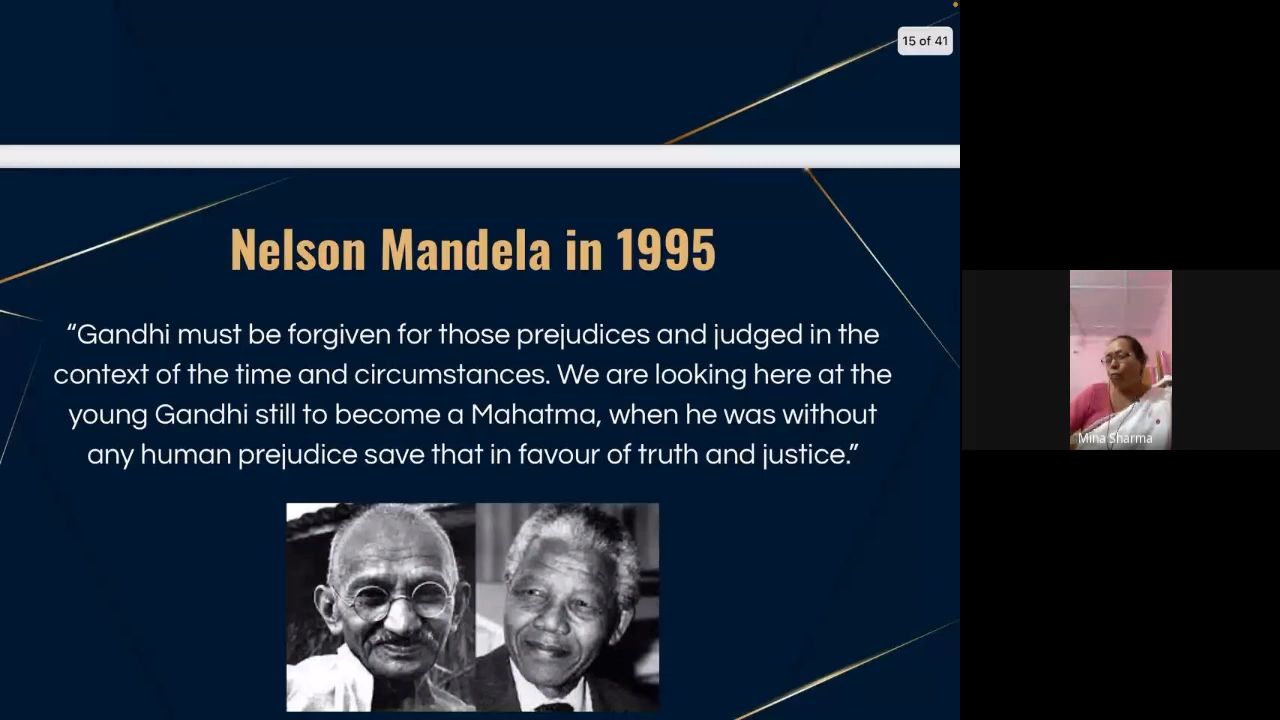 15 of 41
Nelson Mandela in 1995
“Gandhi must be forgiven for those prejudices and judged in the
context of the time and circumstances. We are looking here at the
young Gandhi still to become a Mahatma, when he was without
any human prejudice save that in favour of truth and justice.”
Mina Sharma